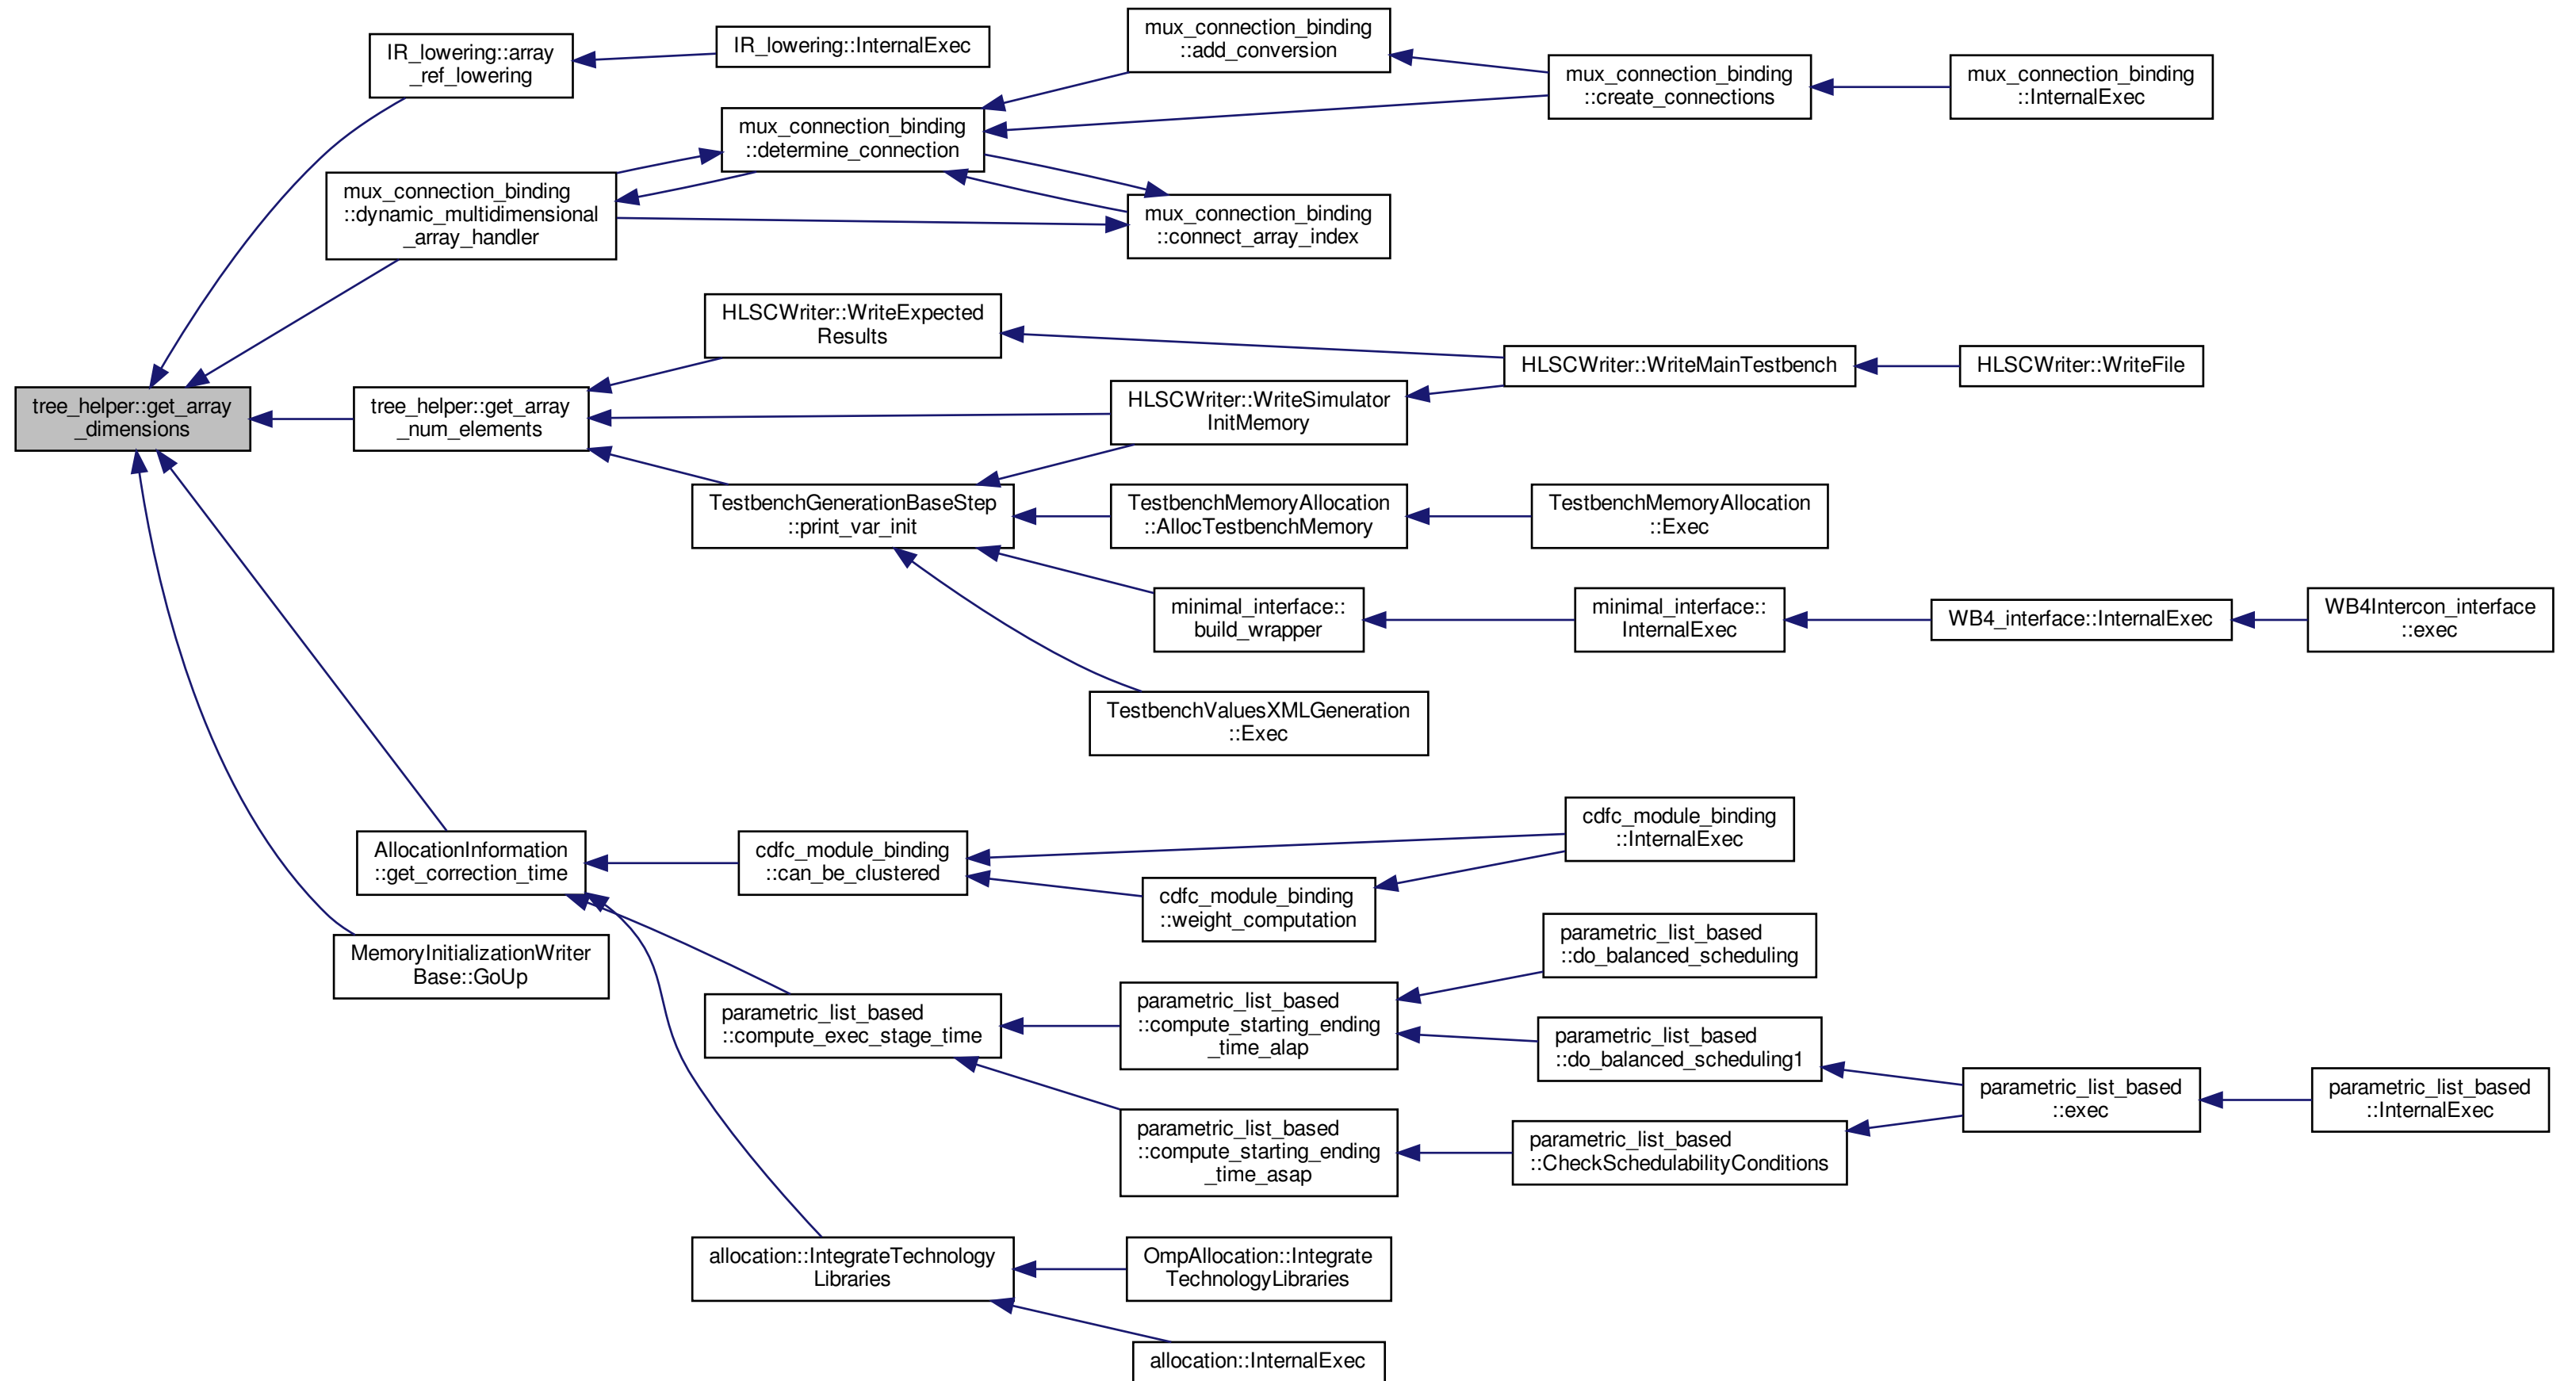 IR_lowering::array
_ref_lowering
IR_lowering::InternalExec
mux_connection_binding
::add_conversion
mux_connection_binding
::create_connections
mux_connection_binding
::InternalExec
mux_connection_binding
::determine_connection
mux_connection_binding
::dynamic_multidimensional
_array_handler
mux_connection_binding
::connect_array_index
HLSCWriter::WriteExpected
Results
HLSCWriter::WriteMainTestbench
HLSCWriter::WriteFile
tree_helper::get_array
_dimensions
tree_helper::get_array
_num_elements
HLSCWriter::WriteSimulator
InitMemory
TestbenchGenerationBaseStep
::print_var_init
TestbenchMemoryAllocation
::AllocTestbenchMemory
TestbenchMemoryAllocation
::Exec
minimal_interface::
build_wrapper
minimal_interface::
InternalExec
WB4_interface::InternalExec
WB4Intercon_interface
::exec
TestbenchValuesXMLGeneration
::Exec
AllocationInformation
::get_correction_time
cdfc_module_binding
::can_be_clustered
cdfc_module_binding
::InternalExec
cdfc_module_binding
::weight_computation
MemoryInitializationWriter
Base::GoUp
parametric_list_based
::do_balanced_scheduling
parametric_list_based
::compute_exec_stage_time
parametric_list_based
::compute_starting_ending
_time_alap
parametric_list_based
::do_balanced_scheduling1
parametric_list_based
::exec
parametric_list_based
::InternalExec
parametric_list_based
::compute_starting_ending
_time_asap
parametric_list_based
::CheckSchedulabilityConditions
allocation::IntegrateTechnology
Libraries
OmpAllocation::Integrate
TechnologyLibraries
allocation::InternalExec